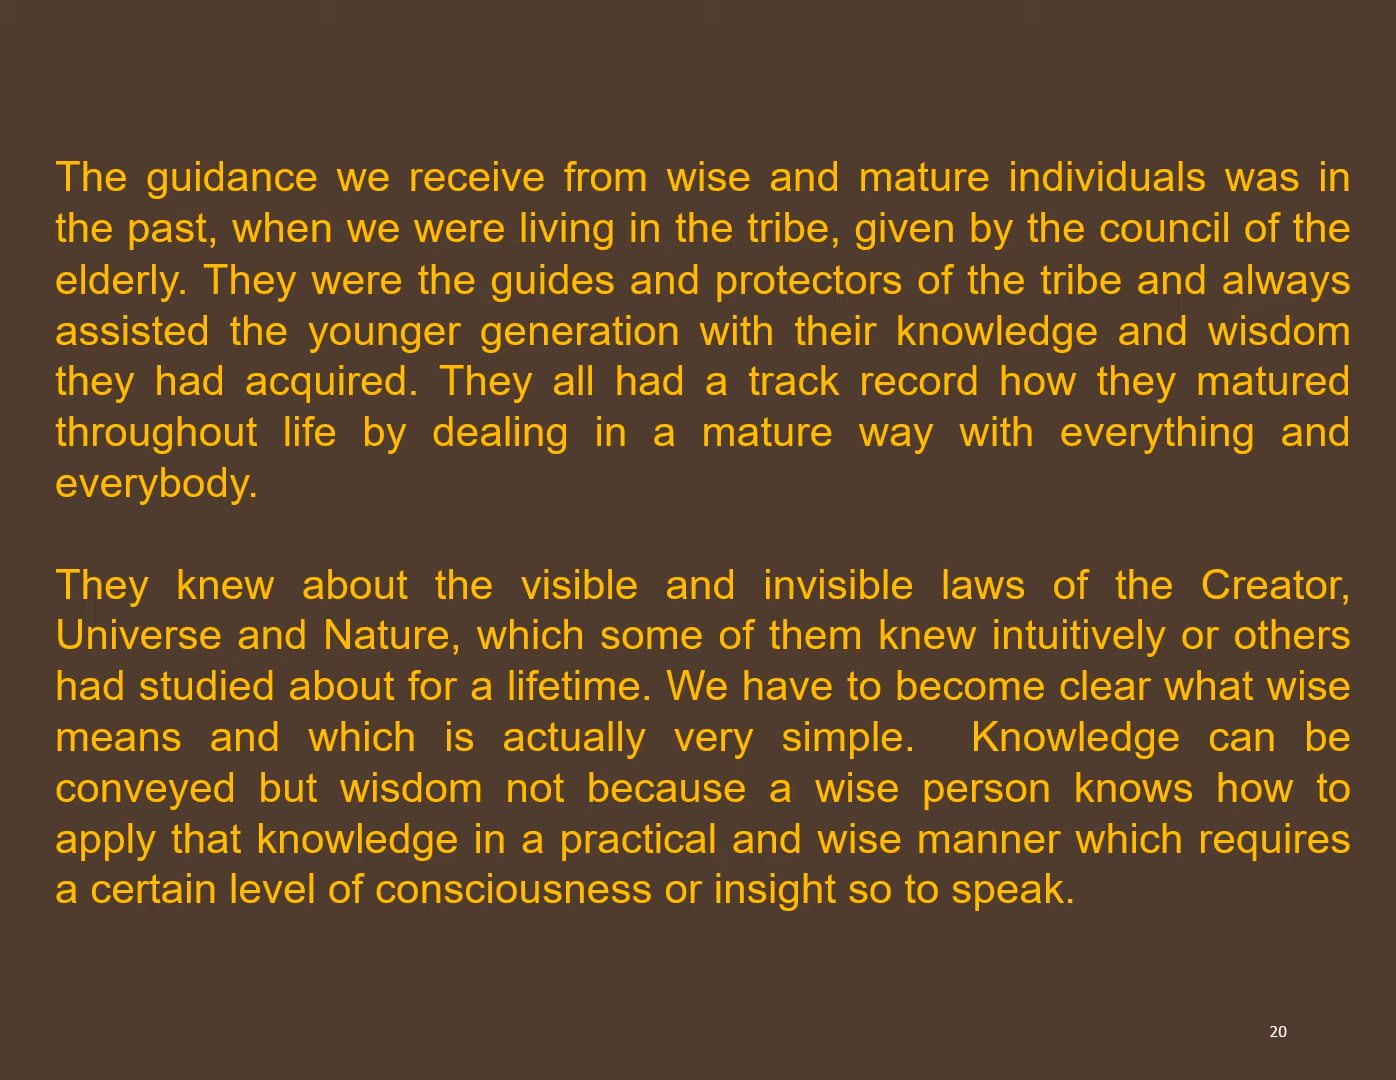 The guidance we receive from wise and mature individuals was in
the past, when we were living in the tribe, given by the council of the
elderly. They were the guides and protectors of the tribe and always
assisted the younger generation with their knowledge and wisdom
they had acquired. They all had a track record how they matured
throughout life by dealing in a mature way with everything and
everybody.
They knew about the visible and invisible laws of the Creator,
Universe and Nature, which some of them knew intuitively or others
had studied about for a lifetime. We have to become clear what wise
means and which is actually very simple.  Knowledge can be
conveyed but wisdom not because a wise person knows how to
apply that knowledge in a practical and wise manner which requires
a certain level of consciousness or insight so to speak.
20